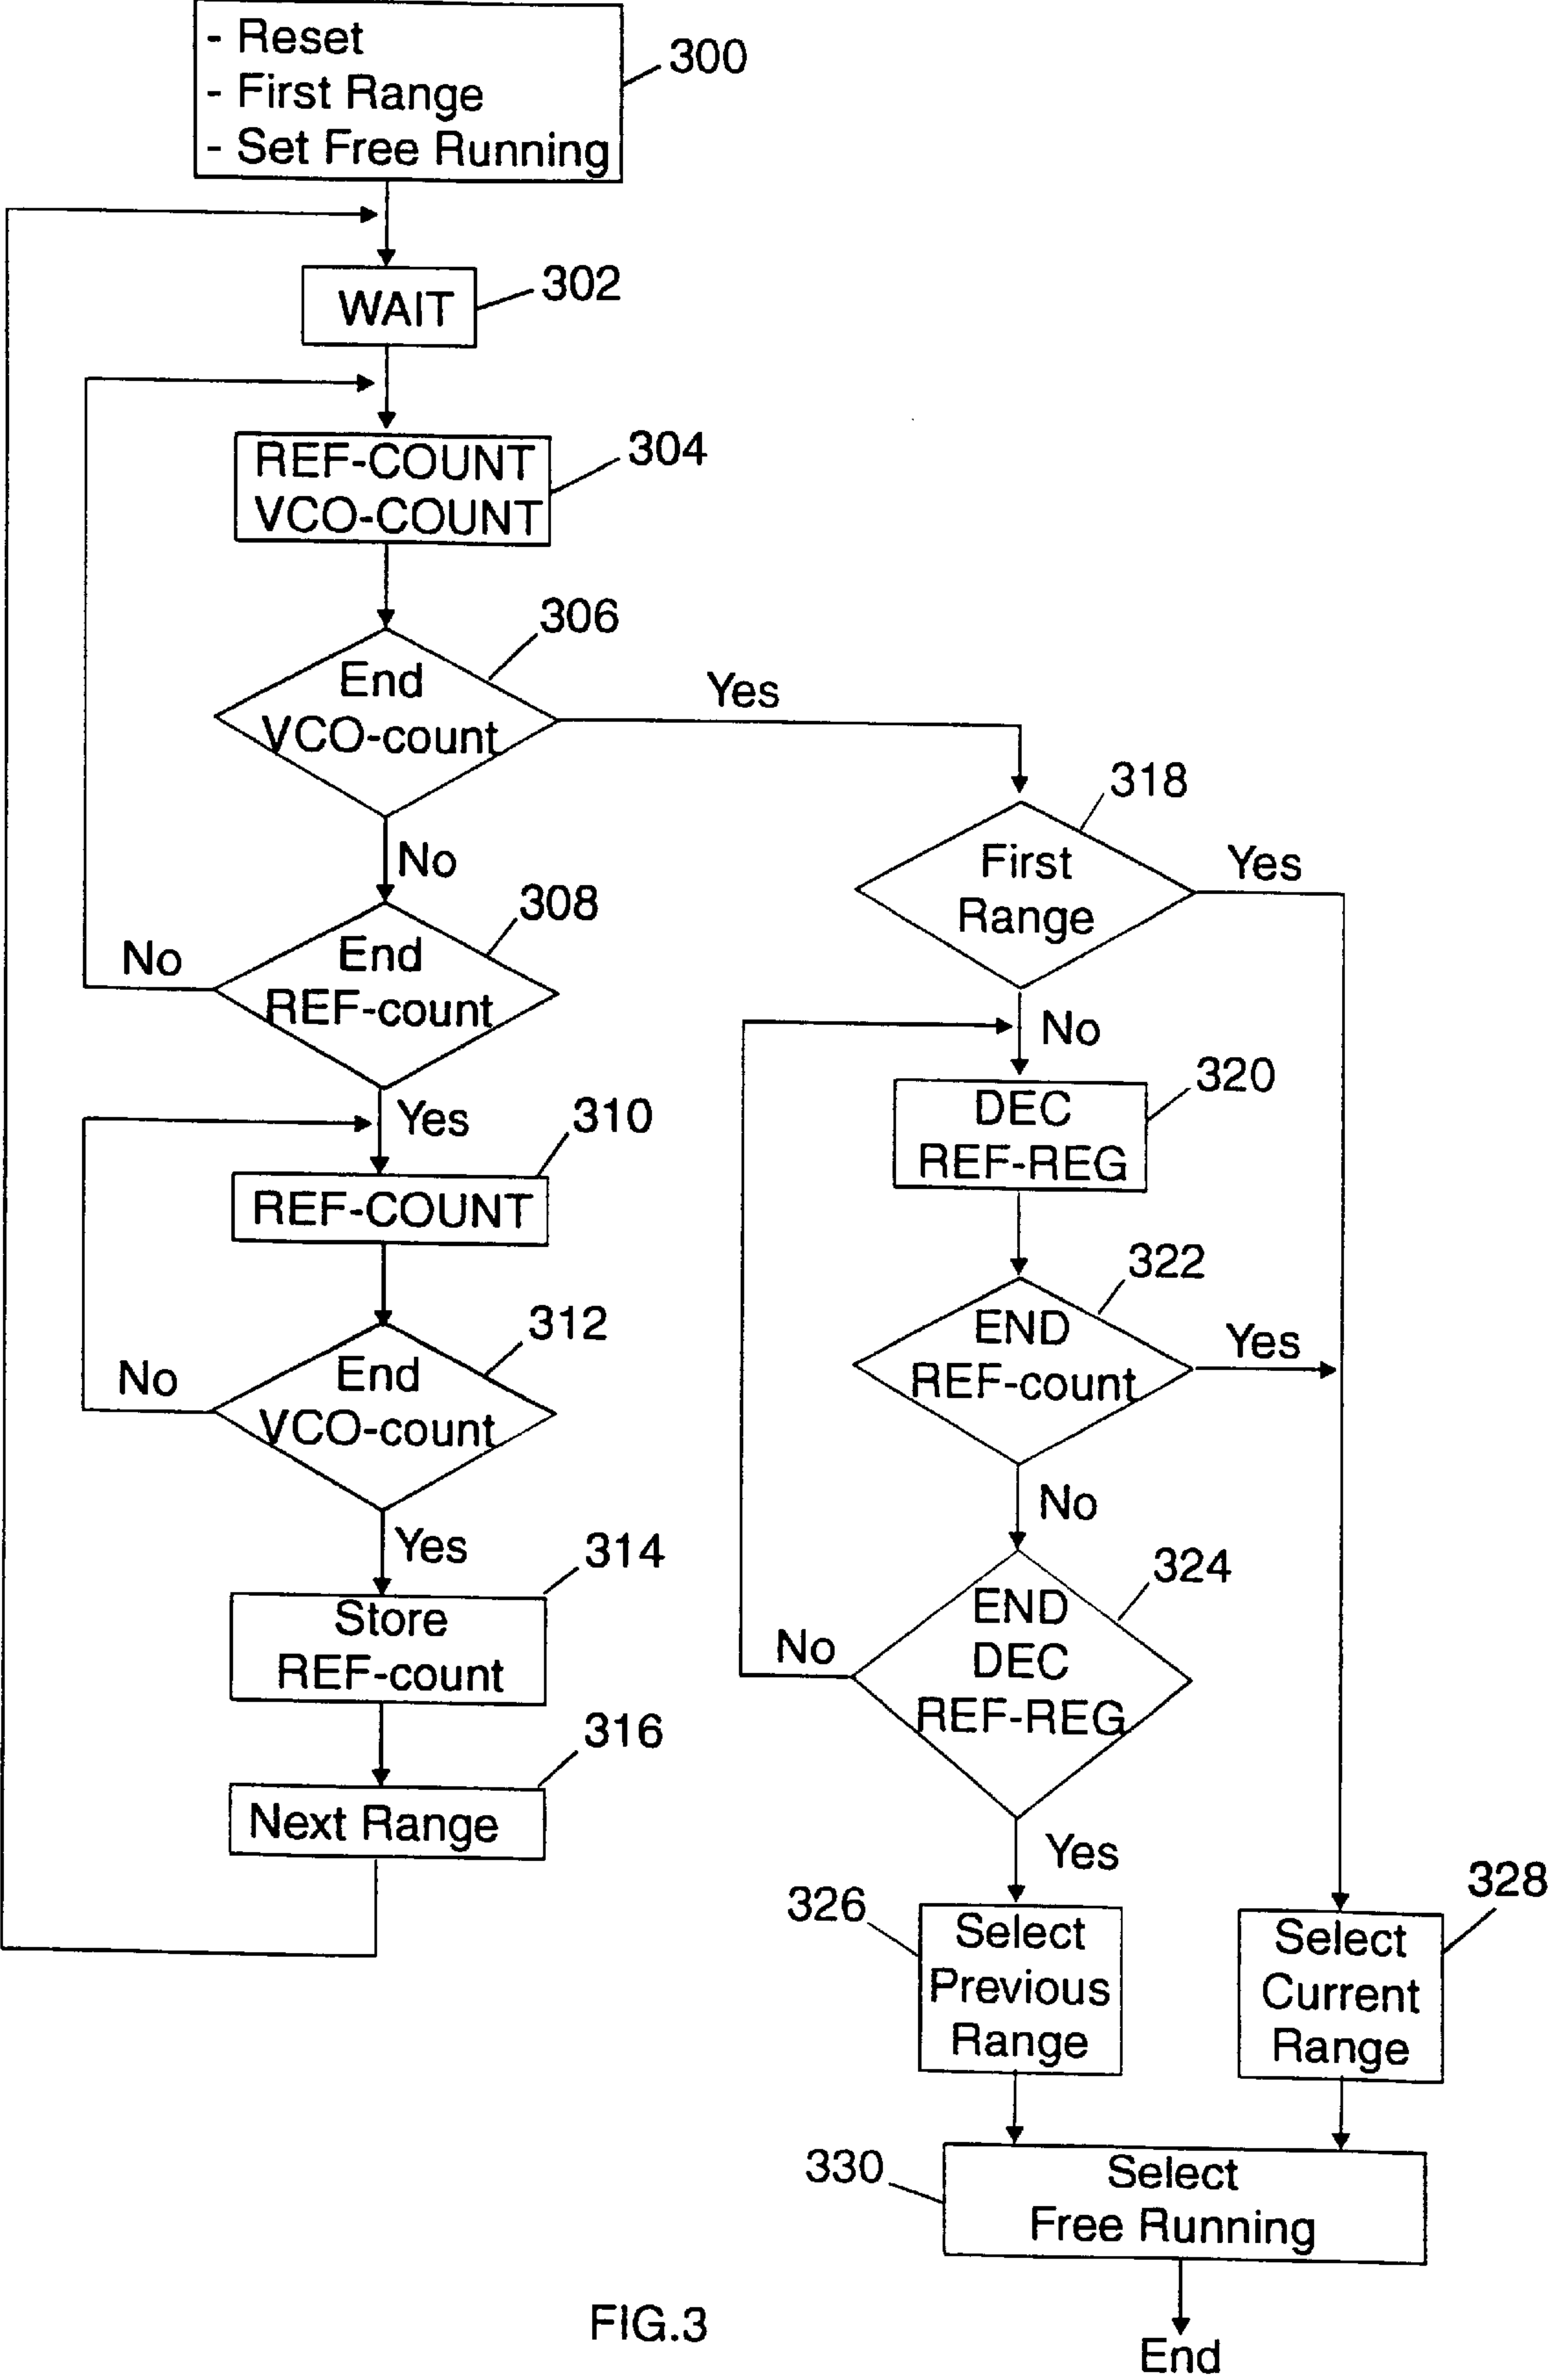 - Reset
- First Range
- Set Free Running
300
WAIT
302
REF-COUNT
VCO-COUNT
304
End
VCO-count
306
Yes
No
End
REF-count
308
No
Yes
REF-COUNT
310
End
VCO-count
312
No
Yes
Store
REF-count
314
Next Range
316
First
Range
318
Yes
No
DEC
REF-REG
320
END
REF-count
322
Yes
No
END
DEC
REF-REG
324
No
Yes
Select
Previous
Range
326
Select
Current
Range
328
Select
Free Running
330
End
FIG.3